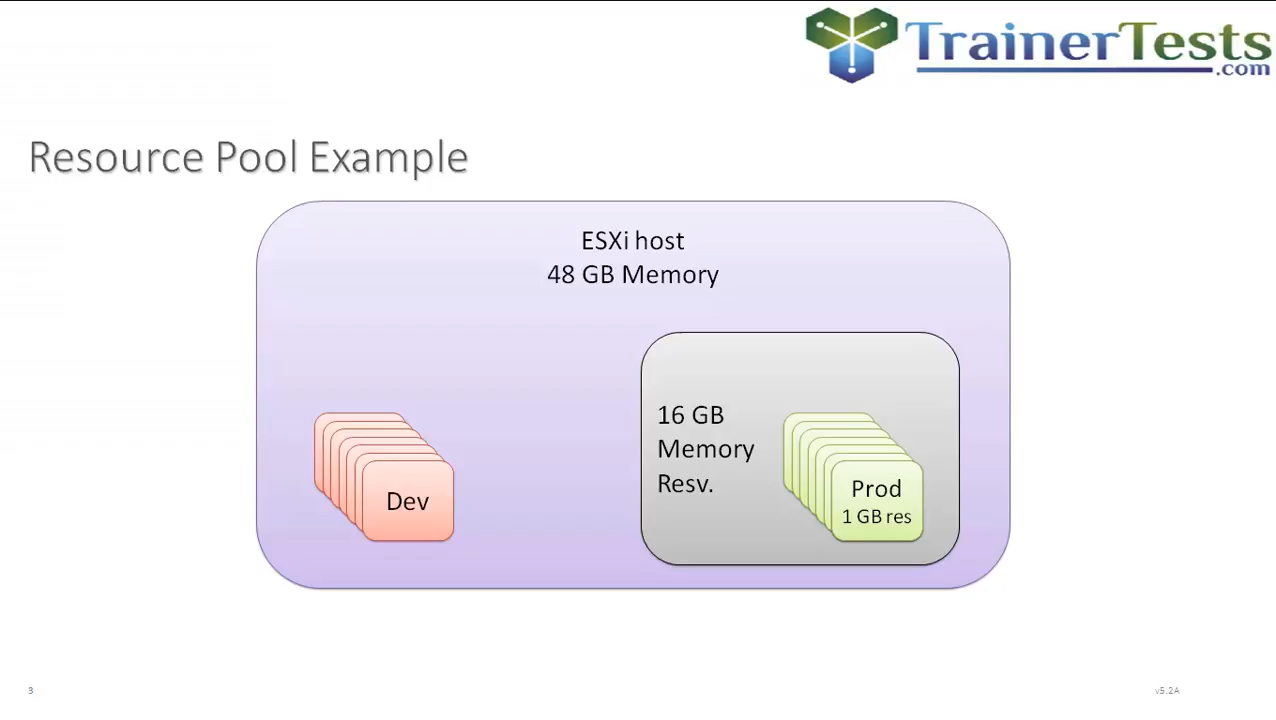 TrainerTests
.com
Resource Pool Example
ESXi host
48 GB Memory
16 GB
Memory
Resv.
Dev
Prod
1 GB res
3
v5.2A